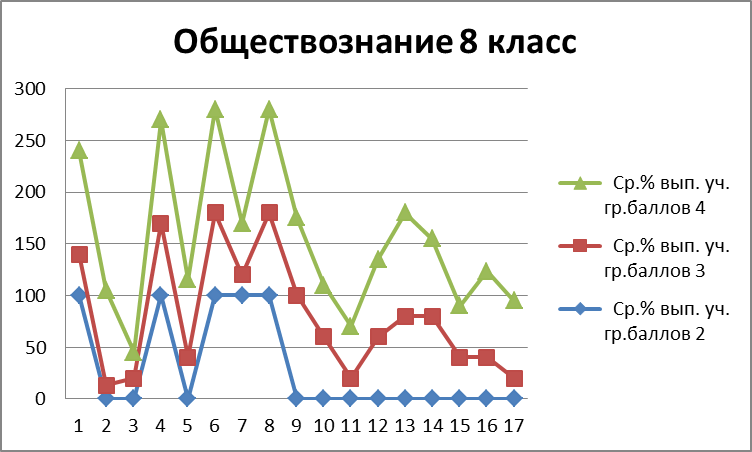 Обществознание 8 класс
300
250
200
150
100
50
0
1 2 3 4 5 6 7 8 9 10 11 12 13 14 15 16 17
Ср.% вып. уч.
гр.баллов 4
Ср.% вып. уч.
гр.баллов 3
Ср.% вып. уч.
гр.баллов 2